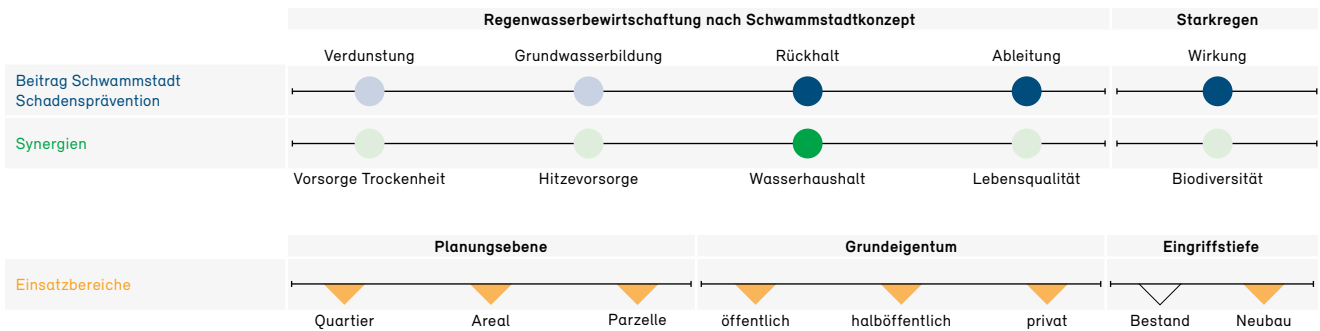 Regenwasserbewirtschaftung nach Schwammstadtkonzept Starkregen
Verdunstung Grundwasserbildung Rückhalt Ableitung Wirkung
Beitrag Schwammstadt
Schadensprävention
Synergien
Vorsorge Trockenheit Hitzevorsorge Wasserhaushalt Lebensqualität Biodiversität
Planungsebene Grundeigentum Eingriffstiefe
Einsatzbereiche
Quartier Areal Parzelle öffentlich halböffentlich privat Bestand Neubau